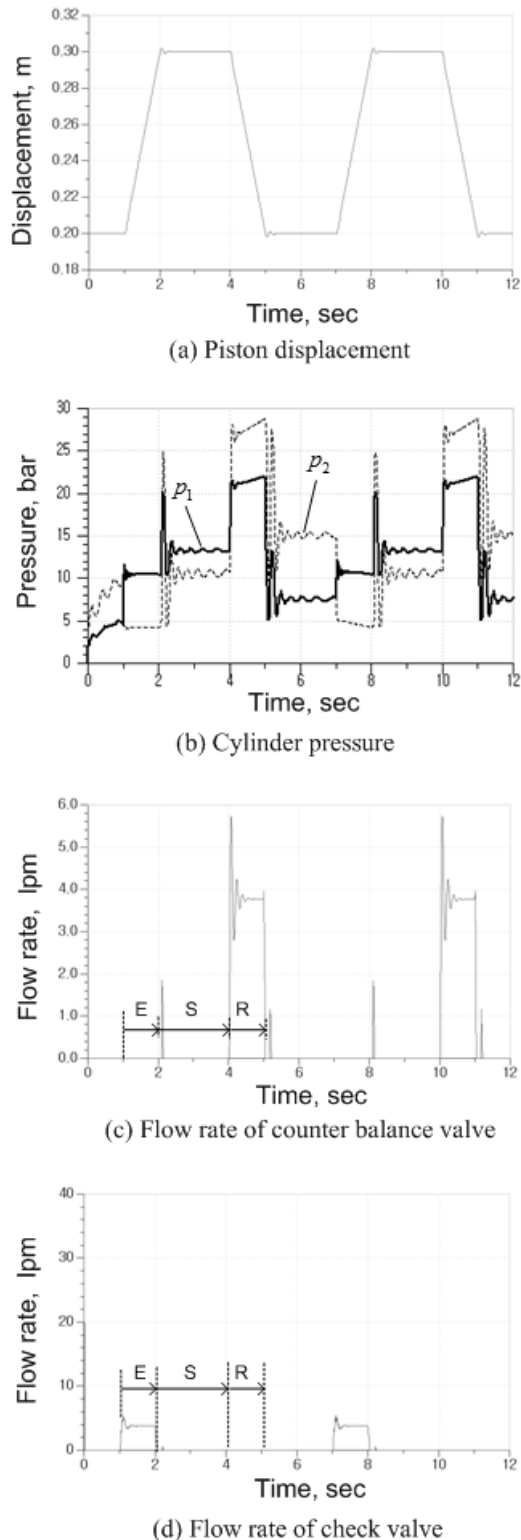 0.32
0.30
0.28
0.26
0.24
0.22
0.20
0.18
Displacement, m
0 2 4 6 8 10 12
Time, sec
(a) Piston displacement
30
25
20
15
10
5
0
Pressure, bar
p1
p2
0 2 4 6 8 10 12
Time, sec
(b) Cylinder pressure
6.0
5.0
4.0
3.0
2.0
1.0
0.0
Flow rate, lpm
E S R
0 2 4 6 8 10 12
Time, sec
(c) Flow rate of counter balance valve
40
30
20
10
0
Flow rate, lpm
E S R
0 2 4 6 8 10 12
Time, sec
(d) Flow rate of check valve